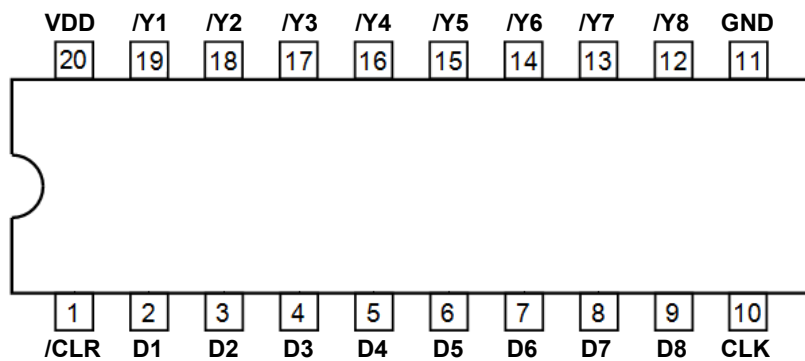 VDD /Y1 /Y2 /Y3 /Y4 /Y5 /Y6 /Y7 /Y8 GND
20 19 18 17 16 15 14 13 12 11
1 2 3 4 5 6 7 8 9 10
/CLR D1 D2 D3 D4 D5 D6 D7 D8 CLK